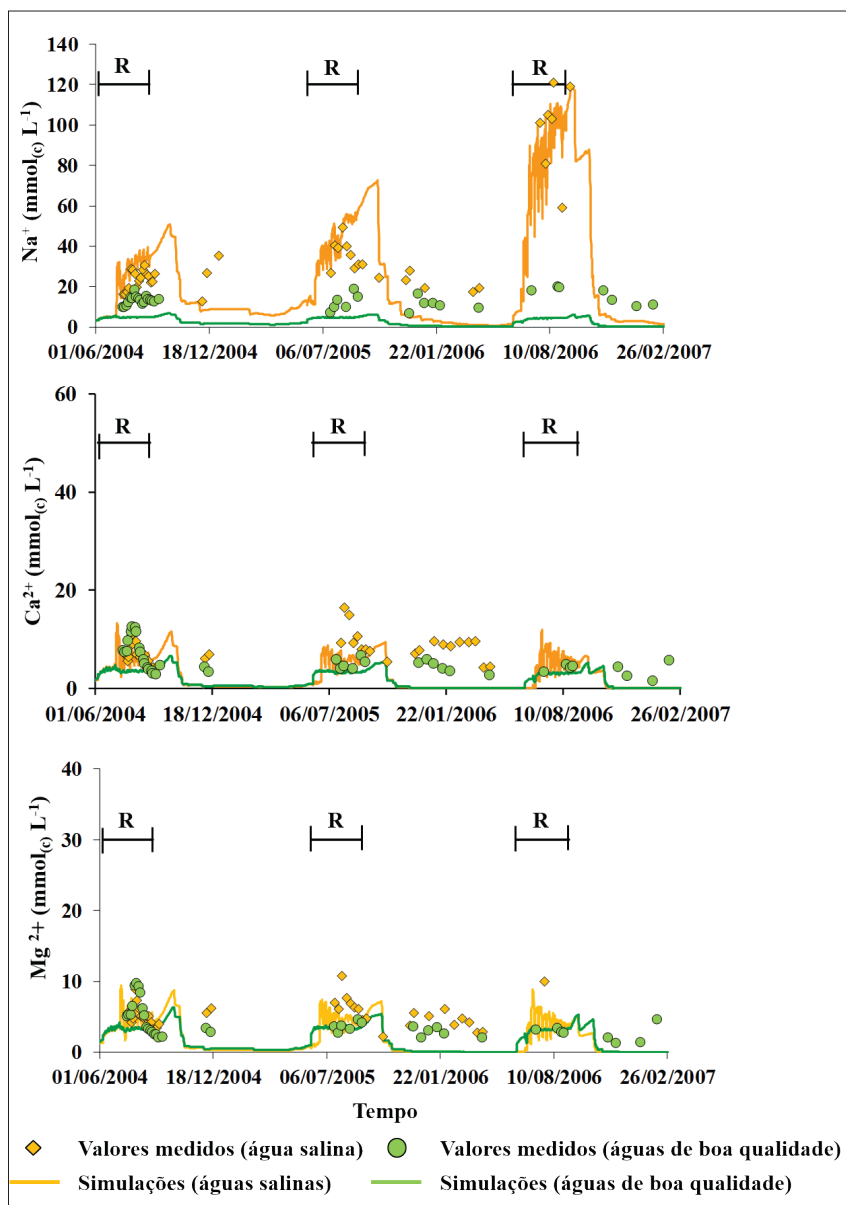 140
120
100
80
60
40
20
0
Na⁺ (mmol₍c₎ L⁻¹)
R R R
01/06/2004 18/12/2004 06/07/2005 22/01/2006 10/08/2006 26/02/2007
60
40
20
0
Ca²⁺ (mmol₍c₎ L⁻¹)
R R R
01/06/2004 18/12/2004 06/07/2005 22/01/2006 10/08/2006 26/02/2007
40
30
20
10
0
Mg ²⁺ (mmol₍c₎ L⁻¹)
R R R
01/06/2004 18/12/2004 06/07/2005 22/01/2006 10/08/2006 26/02/2007
Tempo
Valores medidos (água salina) Valores medidos (águas de boa qualidade)
Simulações (águas salinas) Simulações (águas de boa qualidade)